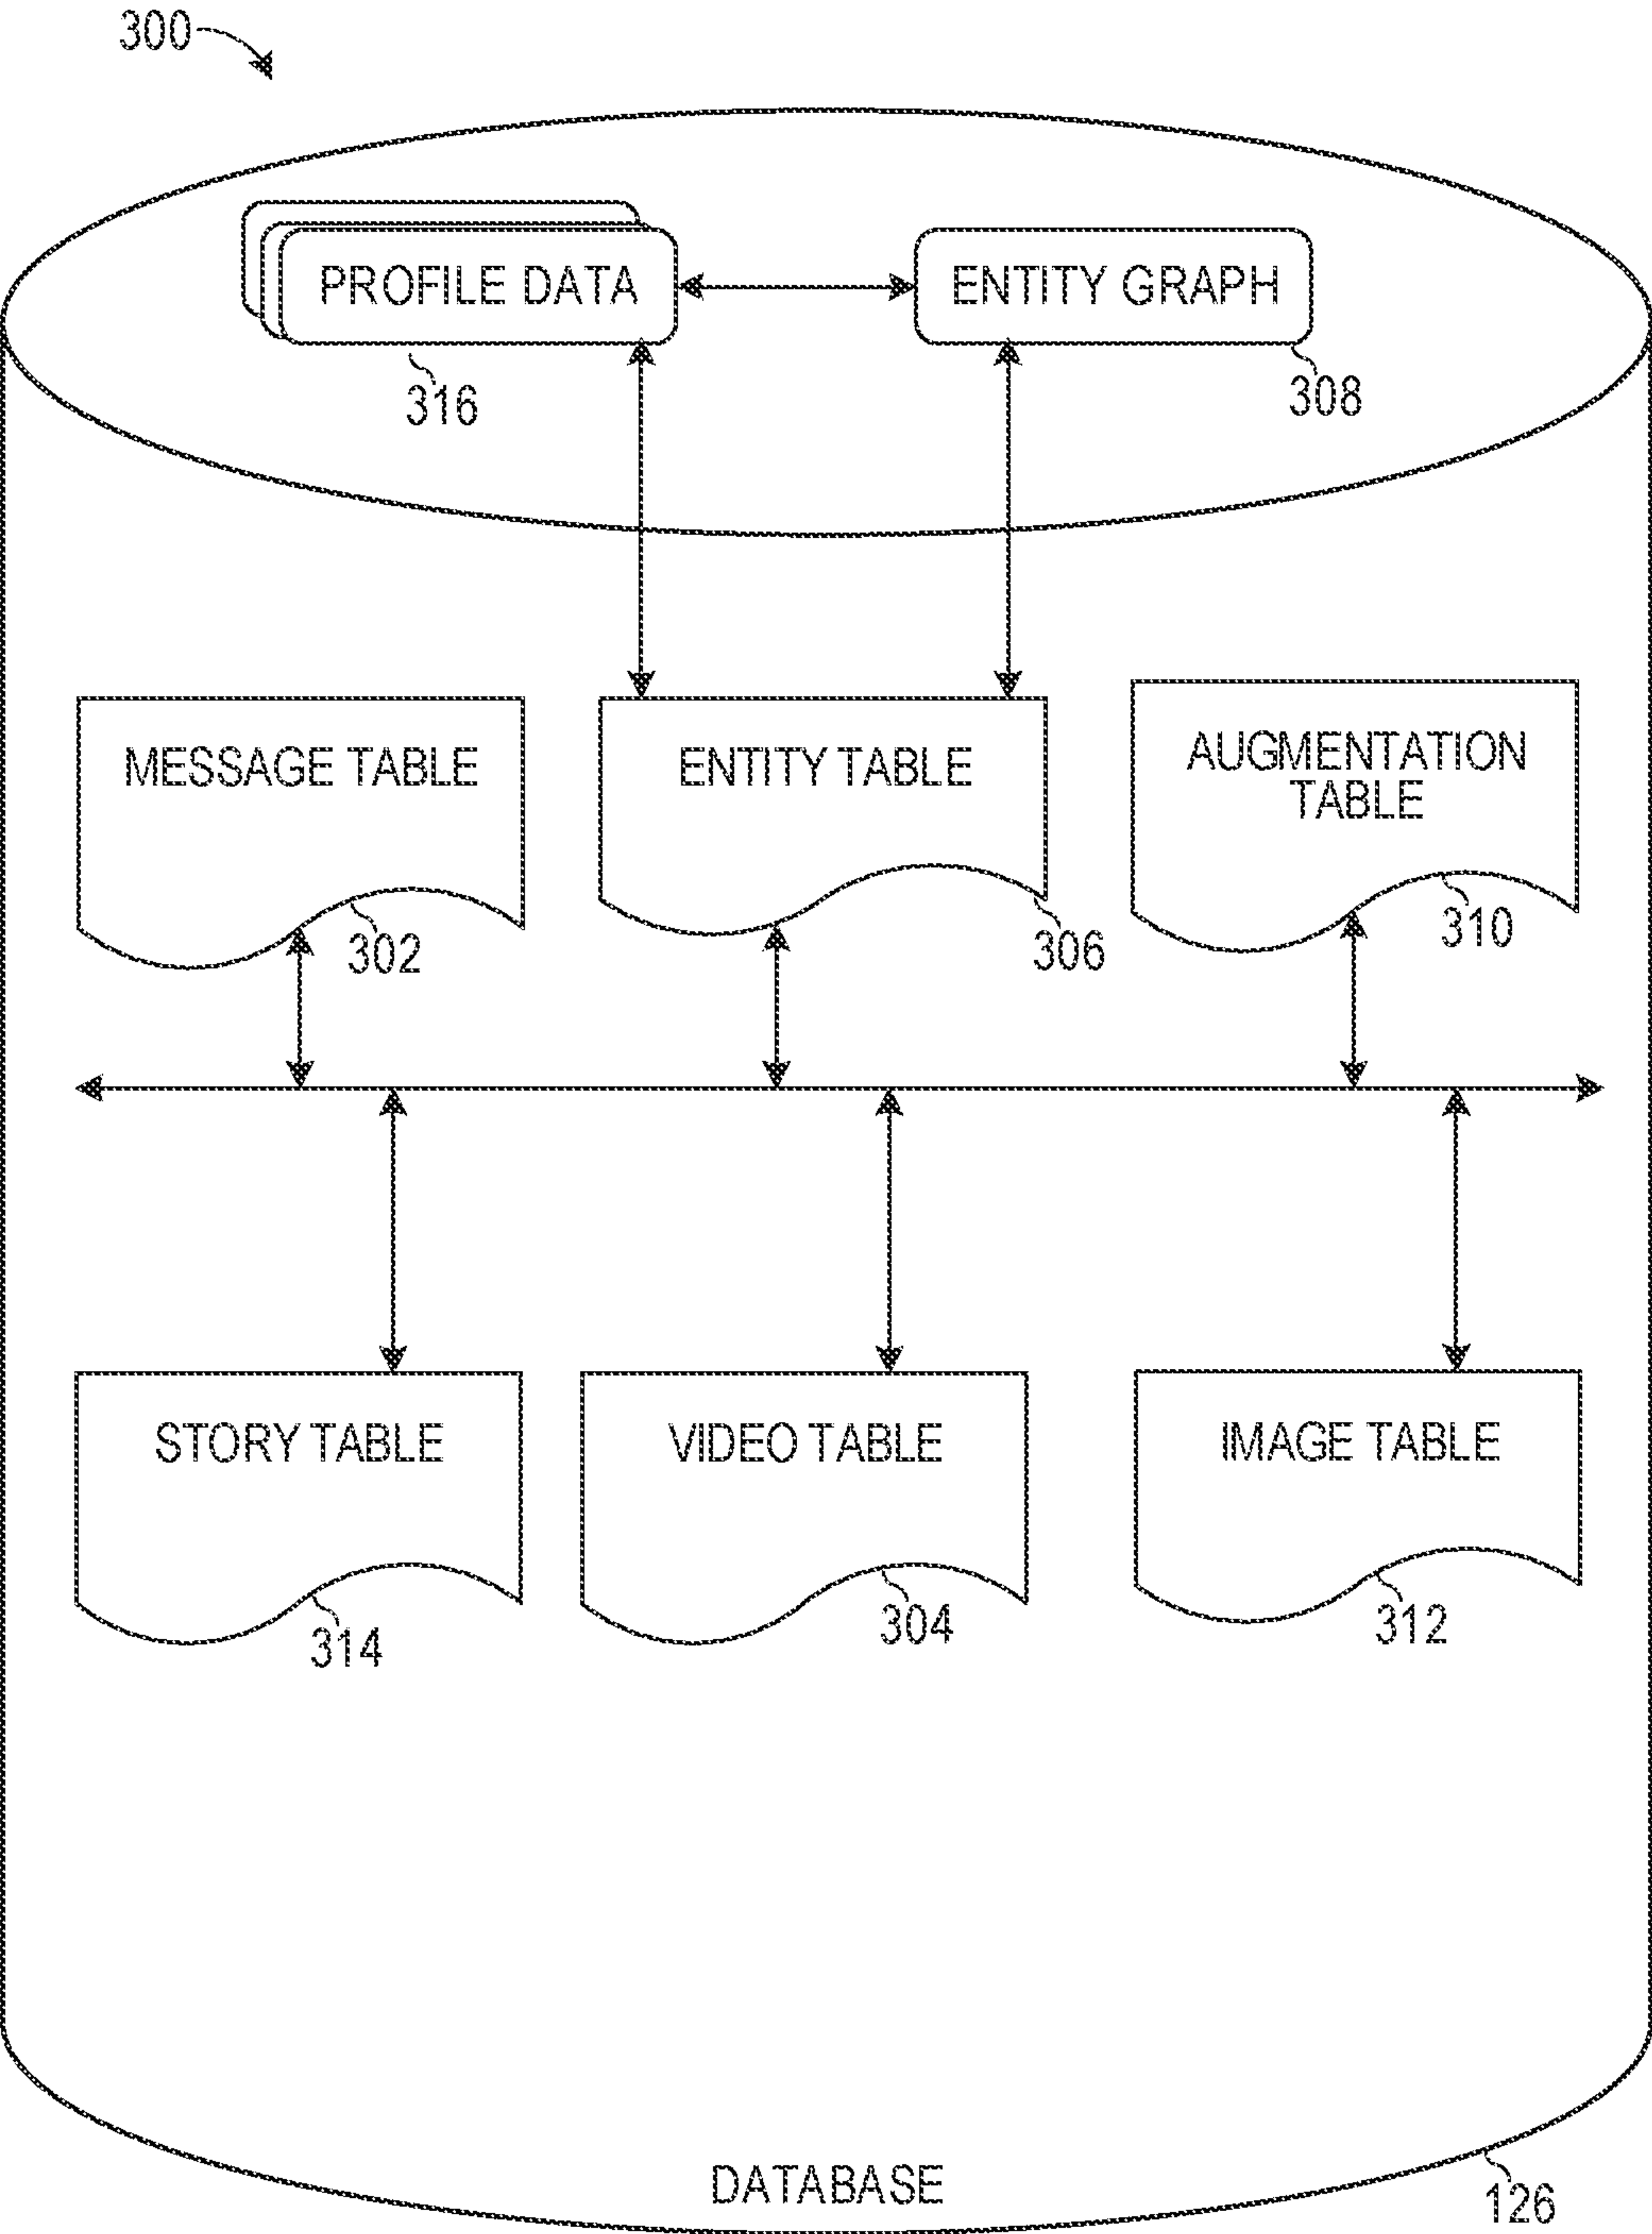 300
PROFILE DATA
ENTITY GRAPH
316
308
MESSAGE TABLE
ENTITY TABLE
AUGMENTATION
TABLE
302
306
310
STORY TABLE
VIDEO TABLE
IMAGE TABLE
314
304
312
DATABASE
126